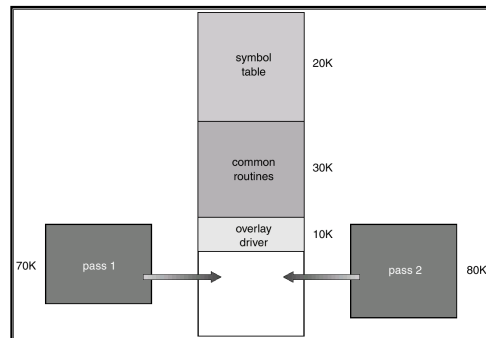 symbol
table
20K
common
routines
30K
overlay
driver
10K
70K
pass 1
pass 2
80K